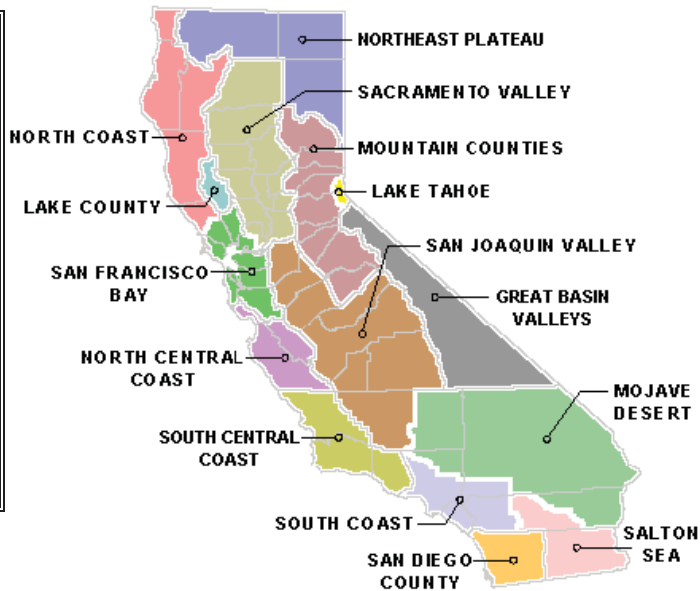 NORTHEAST PLATEAU
SACRAMENTO VALLEY
NORTH COAST
MOUNTAIN COUNTIES
LAKE TAHOE
LAKE COUNTY
SAN JOAQUIN VALLEY
SAN FRANCISCO
BAY
GREAT BASIN
VALLEYS
NORTH CENTRAL
COAST
MOJAVE
DESERT
SOUTH CENTRAL
COAST
SOUTH COAST
SALTON
SEA
SAN DIEGO
COUNTY